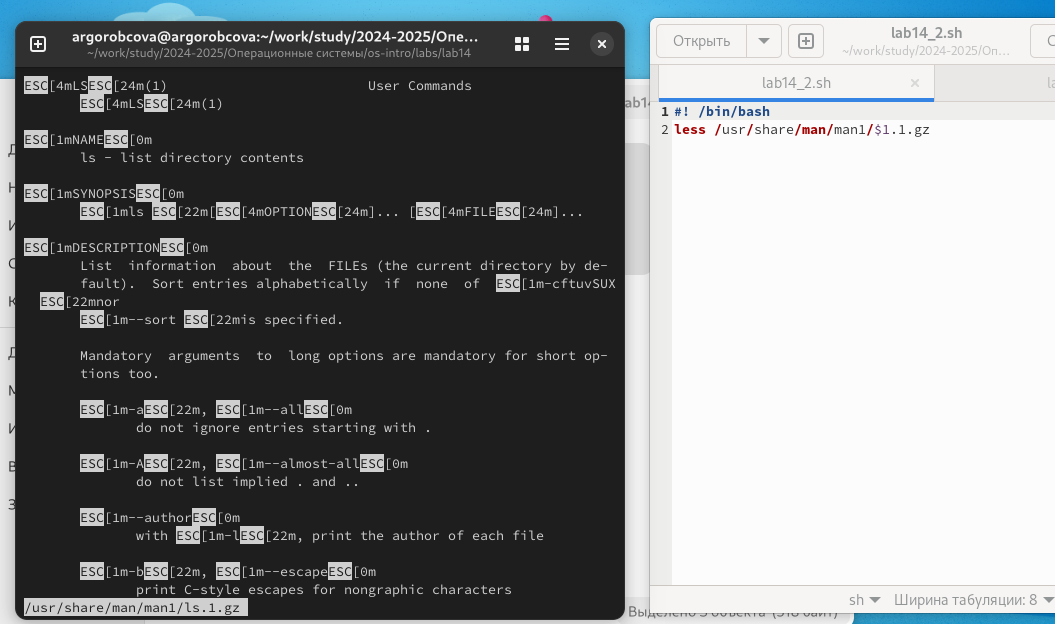 argorobcova@argorobcova:~/work/study/2024-2025/Опе...
~/work/study/2024-2025/Операционные системы/os-intro/labs/lab14
ESC[4mLSESC[24m(1)                         User Commands
       ESC[4mLSESC[24m(1)
ESC[1mNAMEESC[0m
       ls - list directory contents
ESC[1mSYNOPSISESC[0m
       ESC[1mls ESC[22m[ESC[4mOPTIONESC[24m]... [ESC[4mFILEESC[24m]...
ESC[1mDESCRIPTIONESC[0m
       List  information  about  the  FILEs (the current directory by de-
       fault).  Sort entries alphabetically  if  none  of  ESC[1m-cftuvSUX
  ESC[22mnor
       ESC[1m--sort ESC[22mis specified.
       Mandatory  arguments  to  long options are mandatory for short op-
       tions too.
       ESC[1m-aESC[22m, ESC[1m--allESC[0m
              do not ignore entries starting with .
       ESC[1m-AESC[22m, ESC[1m--almost-allESC[0m
              do not list implied . and ..
       ESC[1m--authorESC[0m
              with ESC[1m-lESC[22m, print the author of each file
       ESC[1m-bESC[22m, ESC[1m--escapeESC[0m
              print C-style escapes for nongraphic characters
/usr/share/man/man1/ls.1.gz
Открыть
lab14_2.sh
~/work/study/2024-2025/Оп...
lab14_2.sh
1 #! /bin/bash
2 less /usr/share/man/man1/$1.1.gz
sh
Ширина табуляции: 8